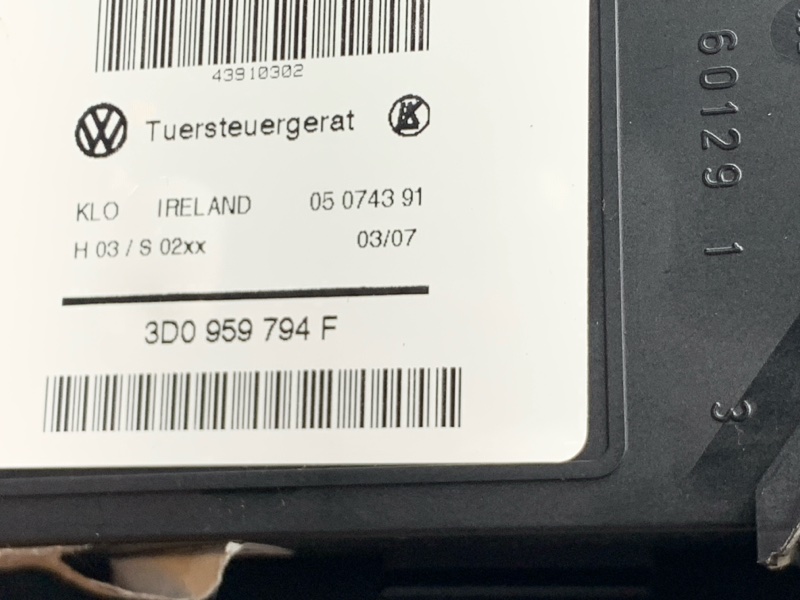 43910302
Tuersteuergerat
KLO IRELAND 05 0743 91
H 03 / S 02xx 03/07
3D0 959 794 F
60129 1
3